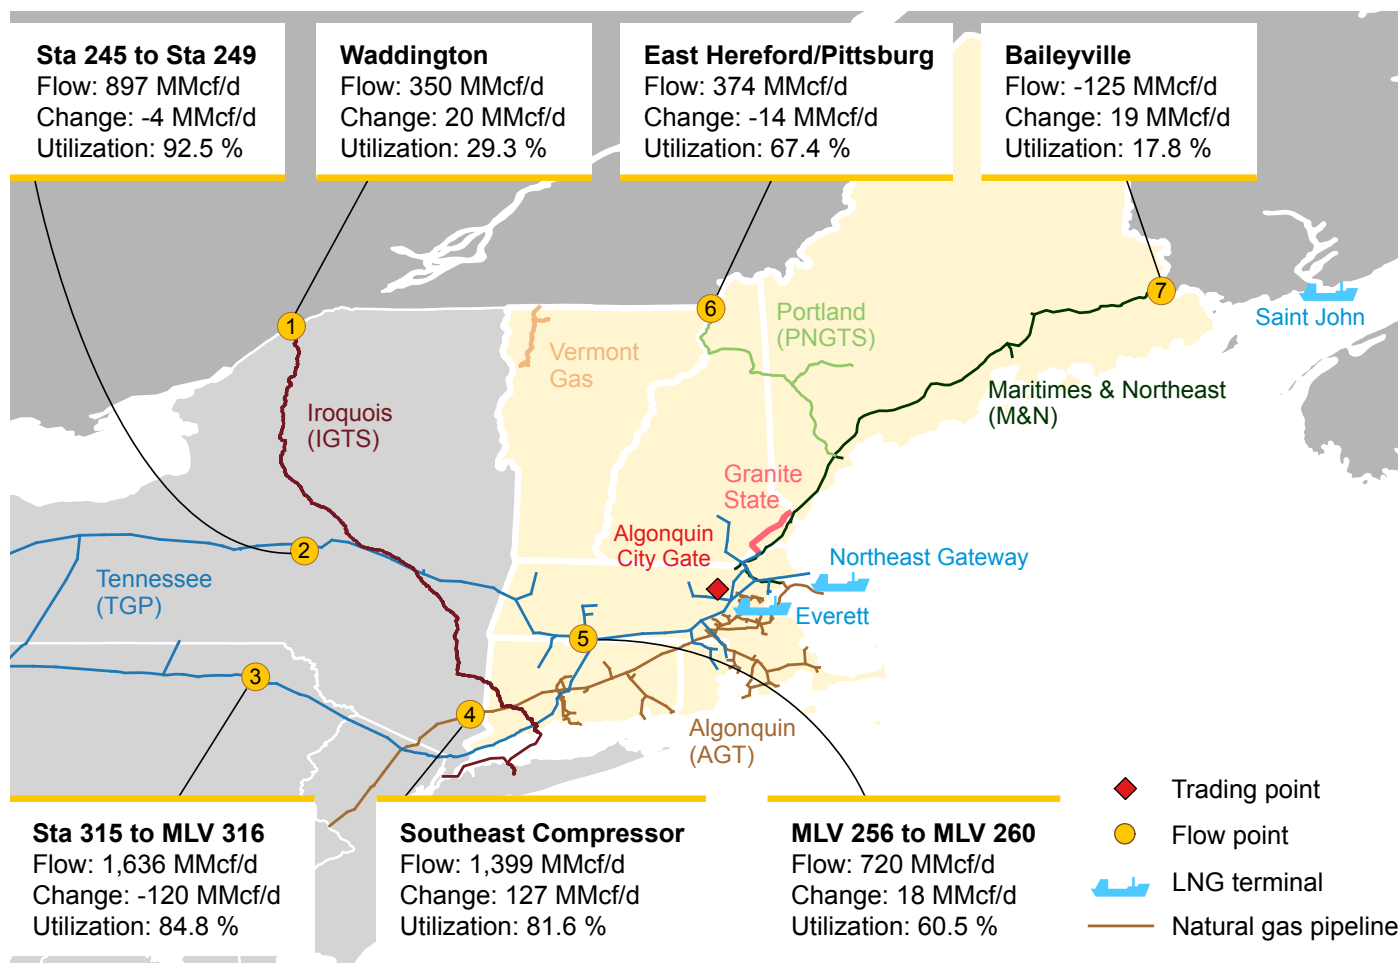 Sta 245 to Sta 249
Flow: 897 MMcf/d
Change: -4 MMcf/d
Utilization: 92.5 %
Waddington
Flow: 350 MMcf/d
Change: 20 MMcf/d
Utilization: 29.3 %
East Hereford/Pittsburg
Flow: 374 MMcf/d
Change: -14 MMcf/d
Utilization: 67.4 %
Baileyville
Flow: -125 MMcf/d
Change: 19 MMcf/d
Utilization: 17.8 %
7
6
1
Saint John
Portland
(PNGTS)
Vermont
Gas
Maritimes & Northeast
(M&N)
Iroquois
(IGTS)
Granite
State
Algonquin
City Gate
2
Northeast Gateway
Tennessee
(TGP)
Everett
5
3
4
Algonquin
(AGT)
Sta 315 to MLV 316
Flow: 1,636 MMcf/d
Change: -120 MMcf/d
Utilization: 84.8 %
Southeast Compressor
Flow: 1,399 MMcf/d
Change: 127 MMcf/d
Utilization: 81.6 %
MLV 256 to MLV 260
Flow: 720 MMcf/d
Change: 18 MMcf/d
Utilization: 60.5 %
Trading point
Flow point
LNG terminal
Natural gas pipeline